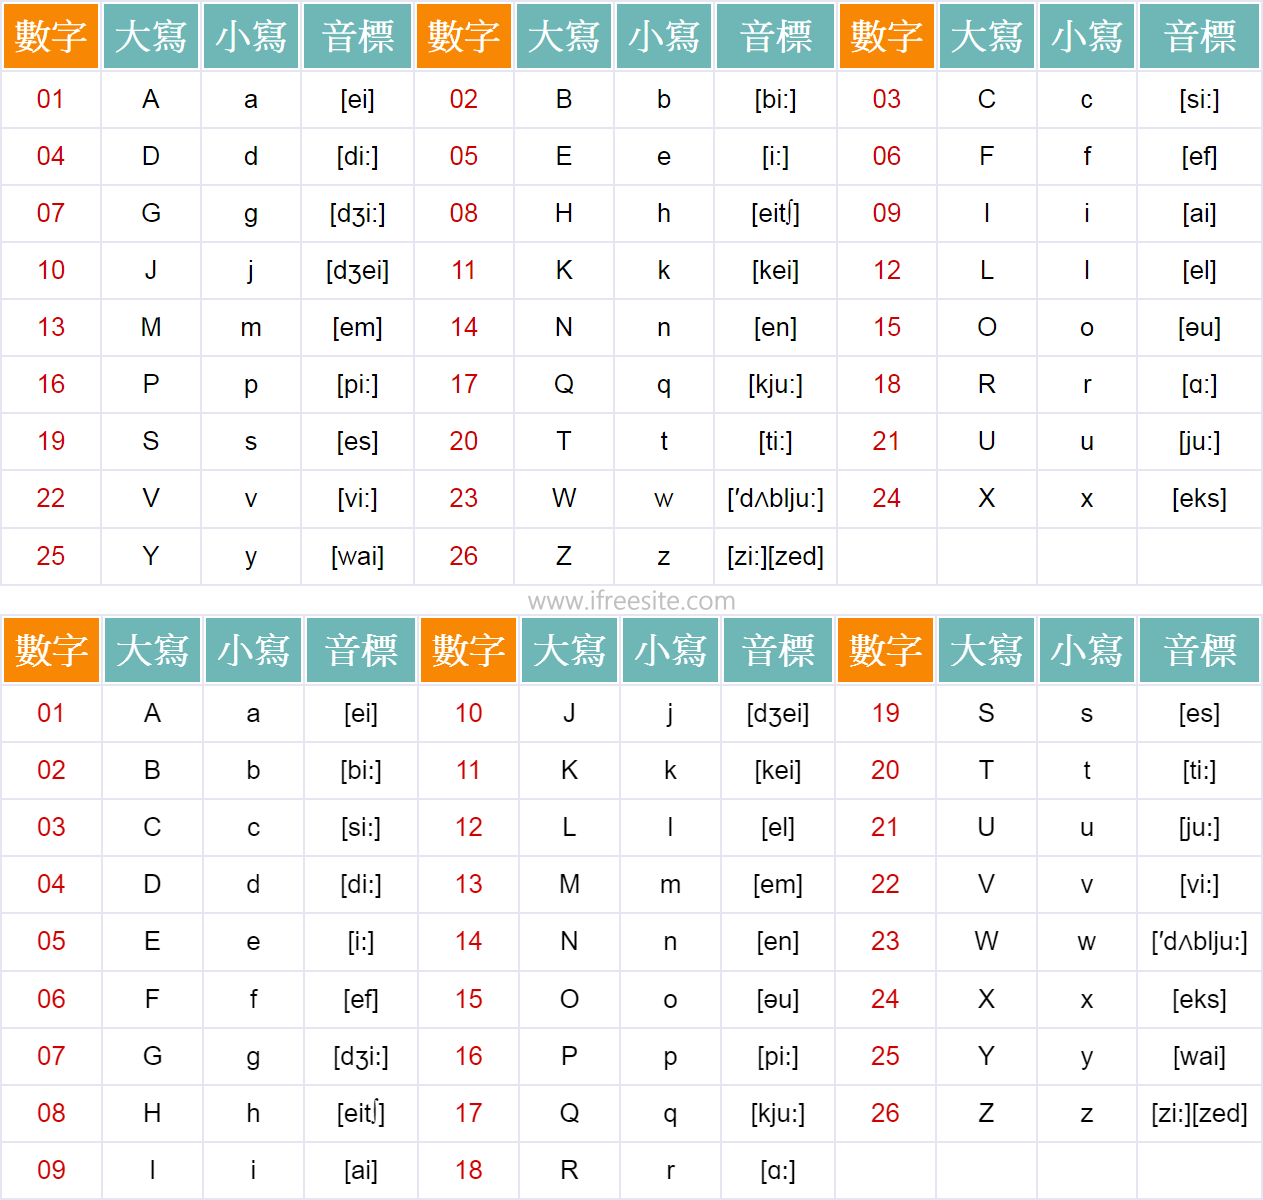 數字 大寫 小寫 音標 數字 大寫 小寫 音標 數字 大寫 小寫 音標
01 A a [ei] 02 B b [bi:] 03 C c [si:]
04 D d [di:] 05 E e [i:] 06 F f [ef]
07 G g [dʒi:] 08 H h [eitʃ] 09 I i [ai]
10 J j [dʒei] 11 K k [kei] 12 L l [el]
13 M m [em] 14 N n [en] 15 O o [əu]
16 P p [pi:] 17 Q q [kju:] 18 R r [ɑ:]
19 S s [es] 20 T t [ti:] 21 U u [ju:]
22 V v [vi:] 23 W w [′dʌblju:] 24 X x [eks]
25 Y y [wai] 26 Z z [zi:][zed]
www.ifreesite.com
數字 大寫 小寫 音標 數字 大寫 小寫 音標 數字 大寫 小寫 音標
01 A a [ei] 10 J j [dʒei] 19 S s [es]
02 B b [bi:] 11 K k [kei] 20 T t [ti:]
03 C c [si:] 12 L l [el] 21 U u [ju:]
04 D d [di:] 13 M m [em] 22 V v [vi:]
05 E e [i:] 14 N n [en] 23 W w [′dʌblju:]
06 F f [ef] 15 O o [əu] 24 X x [eks]
07 G g [dʒi:] 16 P p [pi:] 25 Y y [wai]
08 H h [eitʃ] 17 Q q [kju:] 26 Z z [zi:][zed]
09 I i [ai] 18 R r [ɑ:]